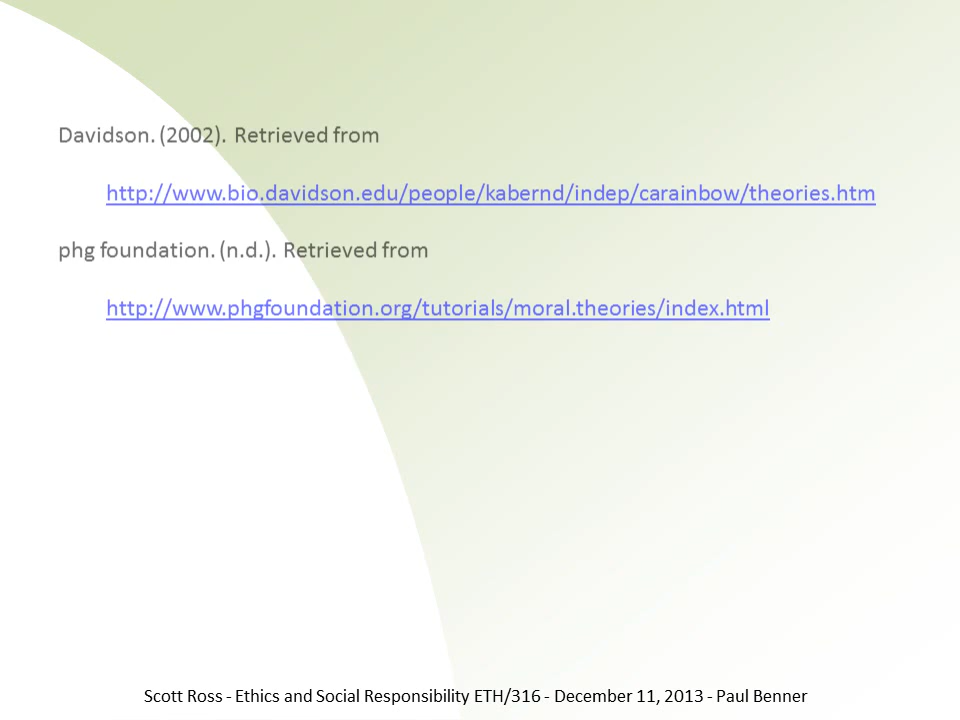 Davidson. (2002). Retrieved from
http://www.bio.davidson.edu/people/kabernd/indep/carainbow/theories.htm
phg foundation. (n.d.). Retrieved from
http://www.phgfoundation.org/tutorials/moral.theories/index.html
Scott Ross - Ethics and Social Responsibility ETH/316 - December 11, 2013 - Paul Benner